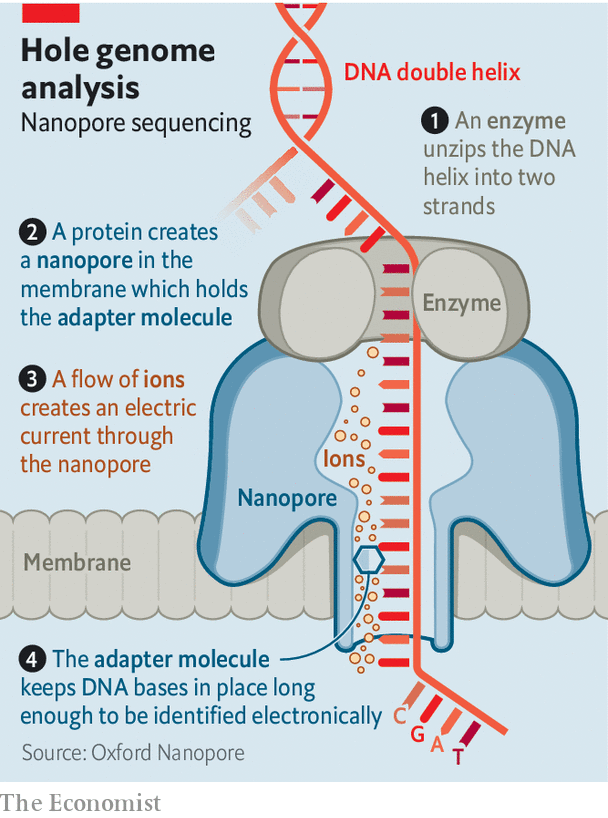 Hole genome
analysis
Nanopore sequencing
DNA double helix
1 An enzyme
unzips the DNA
helix into two
strands
2 A protein creates
a nanopore in the
membrane which holds
the adapter molecule
Enzyme
3 A flow of ions
creates an electric
current through
the nanopore
Ions
Nanopore
Membrane
4 The adapter molecule
keeps DNA bases in place long
enough to be identified electronically
C
G
A
T
Source: Oxford Nanopore
The Economist